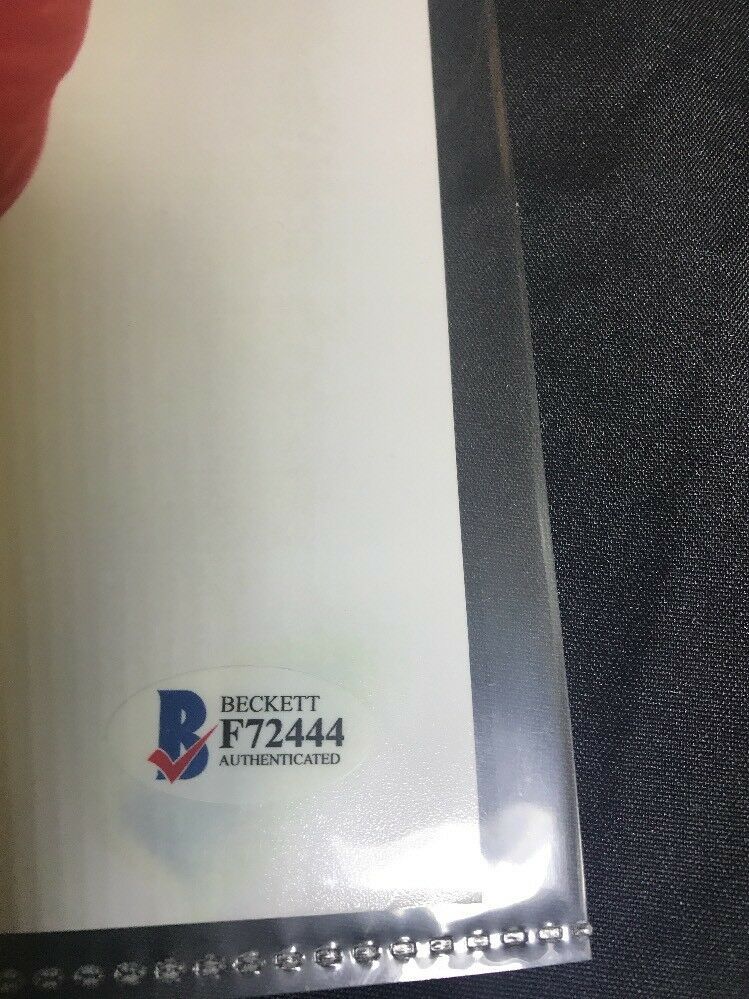 B
BECKETT
F72444
AUTHENTICATED